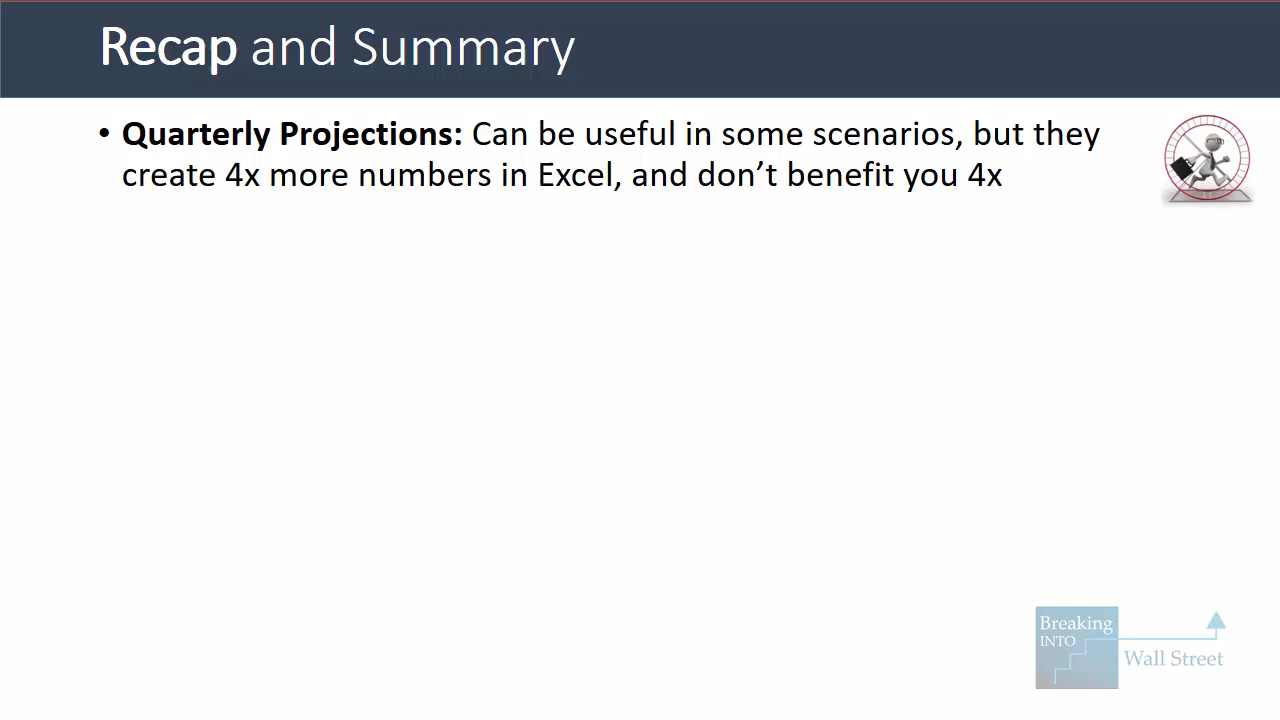 Recap and Summary
• Quarterly Projections: Can be useful in some scenarios, but they
create 4x more numbers in Excel, and don’t benefit you 4x
Breaking
INTO
Wall Street